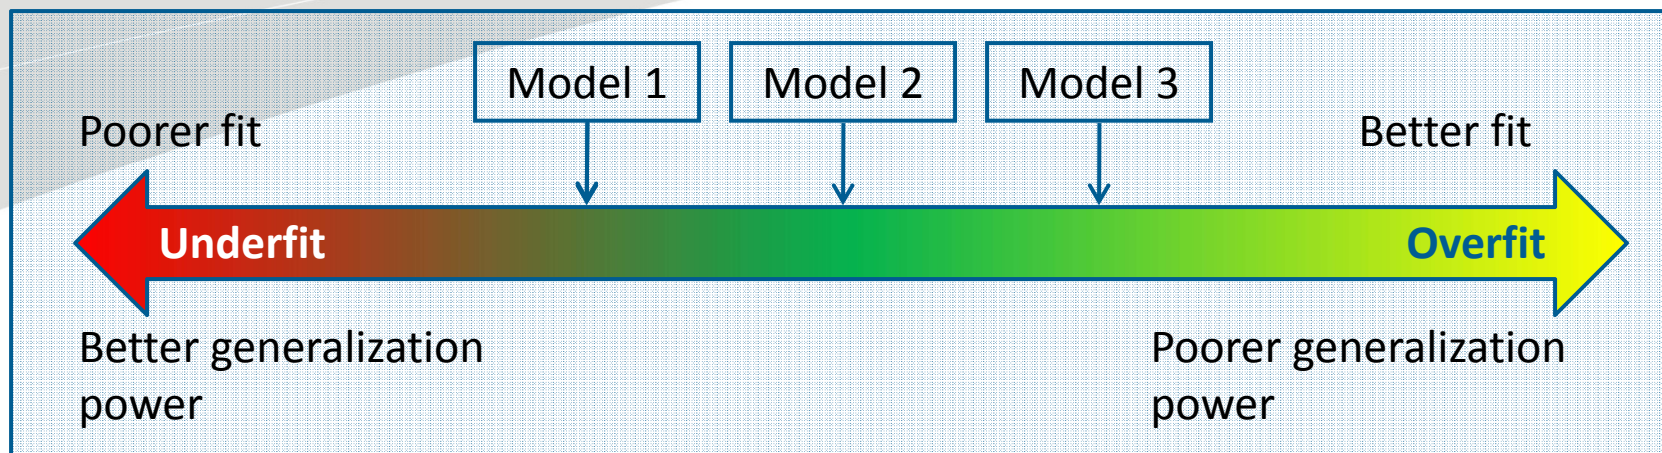 Model 1
Model 2
Model 3
Poorer fit
Better fit
Underfit
Overfit
Better generalization
power
Poorer generalization
power